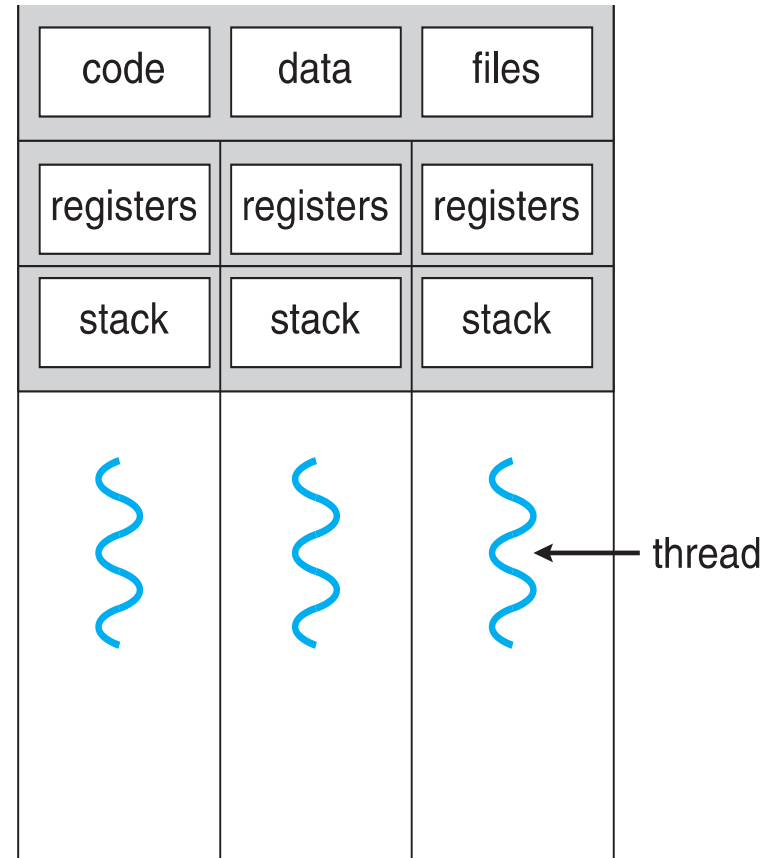 code data files
registers registers registers
stack stack stack
thread